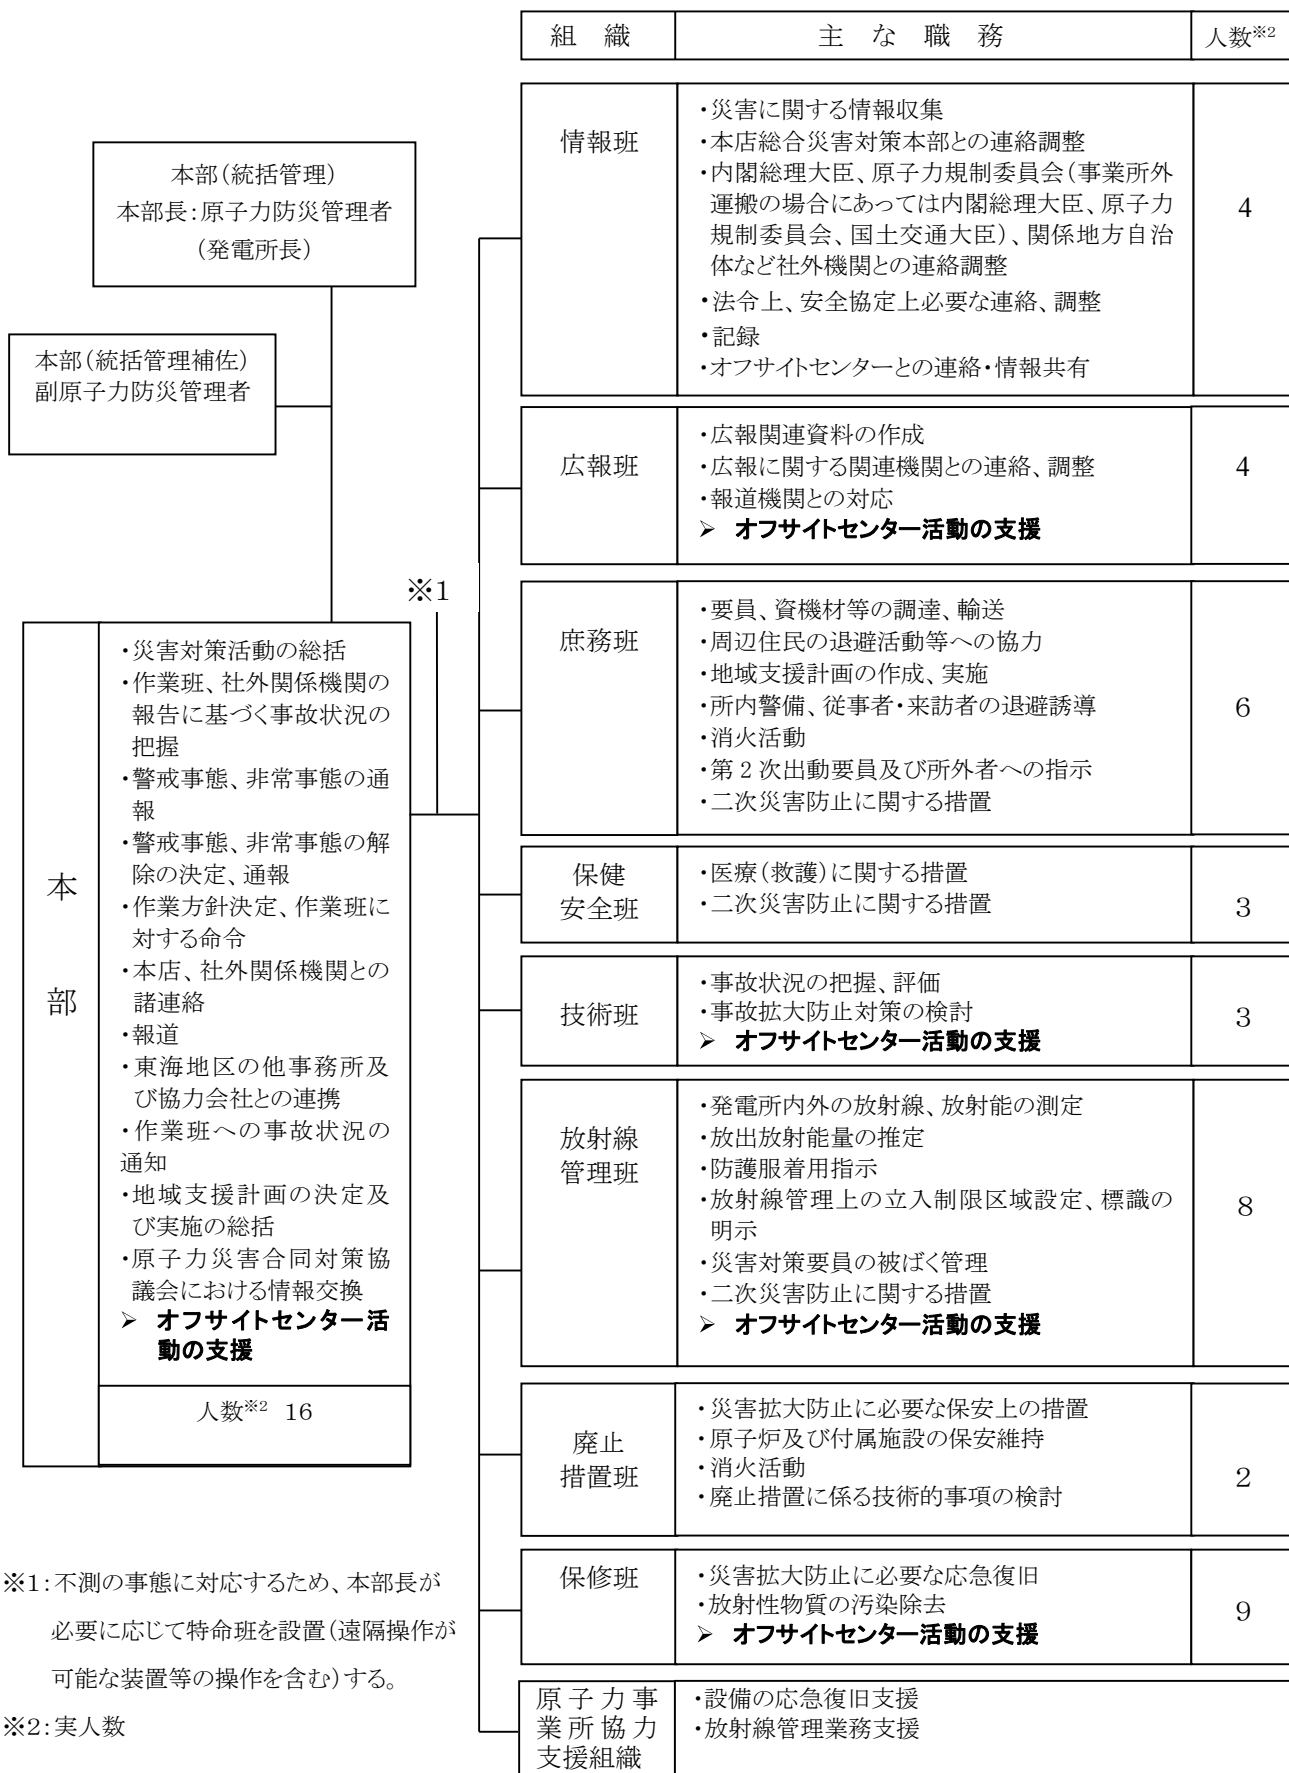 組　織　主　な　職　務　人数※2
本部(統括管理)
本部長:原子力防災管理者
(発電所長)
本部(統括管理補佐)
副原子力防災管理者
※1
本
部
・災害対策活動の総括
・作業班、社外関係機関の
報告に基づく事故状況の
把握
・警戒事態、非常事態の通
報
・警戒事態、非常事態の解
除の決定、通報
・作業方針決定、作業班に
対する命令
・本店、社外関係機関との
諸連絡
・報道
・東海地区の他事務所及
び協力会社との連携
・作業班への事故状況の
通知
・地域支援計画の決定及
び実施の総括
・原子力災害合同対策協
議会における情報交換
➢ オフサイトセンター活
動の支援
人数※2 16
情報班
・災害に関する情報収集
・本店総合災害対策本部との連絡調整
・内閣総理大臣、原子力規制委員会(事業所外
運搬の場合にあっては内閣総理大臣、原子力
規制委員会、国土交通大臣)、関係地方自治
体など社外機関との連絡調整
・法令上、安全協定上必要な連絡、調整
・記録
・オフサイトセンターとの連絡・情報共有
4
広報班
・広報関連資料の作成
・広報に関する関連機関との連絡、調整
・報道機関との対応
➢ オフサイトセンター活動の支援
4
庶務班
・要員、資機材等の調達、輸送
・周辺住民の退避活動等への協力
・地域支援計画の作成、実施
・所内警備、従事者・来訪者の退避誘導
・消火活動
・第2次出動要員及び所外者への指示
・二次災害防止に関する措置
6
保健
安全班
・医療(救護)に関する措置
・二次災害防止に関する措置
3
技術班
・事故状況の把握、評価
・事故拡大防止対策の検討
➢ オフサイトセンター活動の支援
3
放射線
管理班
・発電所内外の放射線、放射能の測定
・放出放射能量の推定
・防護服着用指示
・放射線管理上の立入制限区域設定、標識の
明示
・災害対策要員の被ばく管理
・二次災害防止に関する措置
➢ オフサイトセンター活動の支援
8
廃止
措置班
・災害拡大防止に必要な保安上の措置
・原子炉及び付属施設の保安維持
・消火活動
・廃止措置に係る技術的事項の検討
2
保修班
・災害拡大防止に必要な応急復旧
・放射性物質の汚染除去
➢ オフサイトセンター活動の支援
9
原子力事
業所協力
支援組織
・設備の応急復旧支援
・放射線管理業務支援
※1:不測の事態に対応するため、本部長が
必要に応じて特命班を設置(遠隔操作が
可能な装置等の操作を含む)する。
※2:実人数